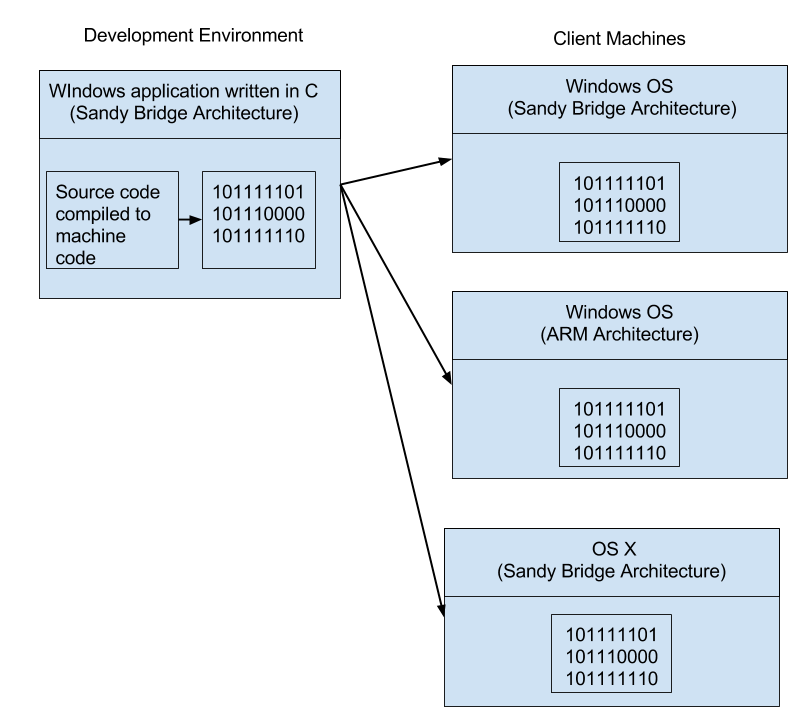 Development Environment
Client Machines
WIndows application written in C
(Sandy Bridge Architecture)
Source code
compiled to
machine
code
101111101
101110000
101111110
Windows OS
(Sandy Bridge Architecture)
101111101
101110000
101111110
Windows OS
(ARM Architecture)
101111101
101110000
101111110
OS X
(Sandy Bridge Architecture)
101111101
101110000
101111110